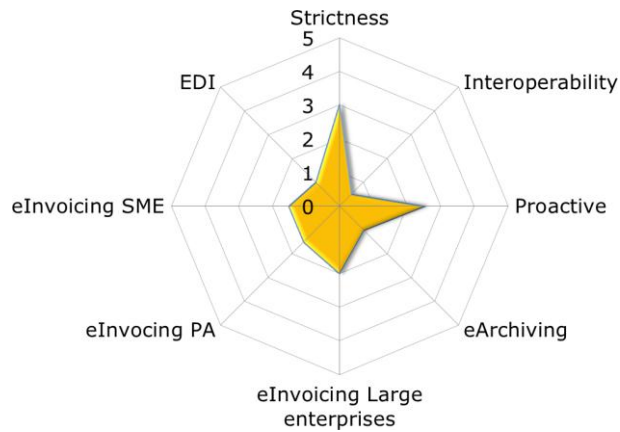 Strictness
5
EDI
4
Interoperability
3
2
1
eInvoicing SME
0
Proactive
eInvocing PA
eArchiving
eInvoicing Large
enterprises